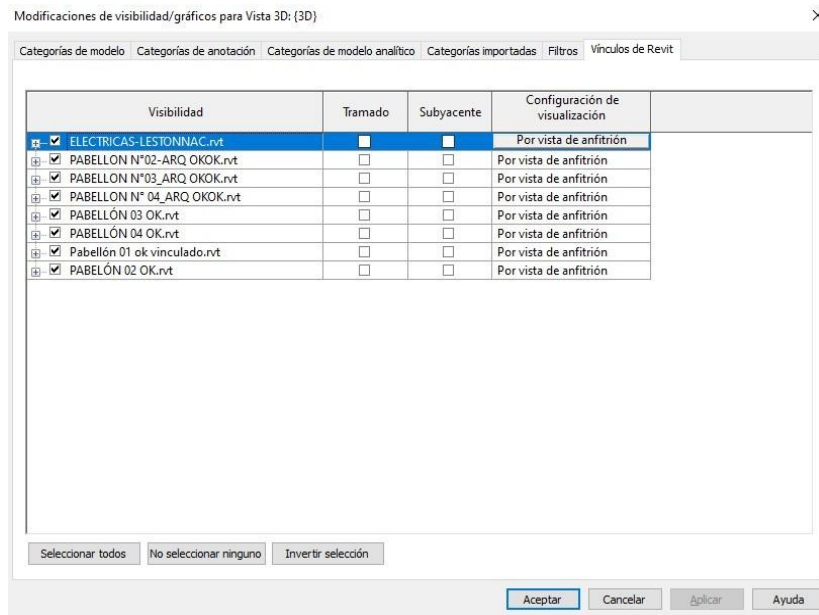 Modificaciones de visibilidad/gráficos para Vista 3D: {3D}
Categorías de modelo Categorías de anotación Categorías de modelo analítico Categorías importadas Filtros Vínculos de Revit
Visibilidad Tramado Subyacente Configuración de visualización
ELECTRICAS-LESTONNAC.rvt Por vista de anfitrión
PABELLON N°02-ARQ OKOK.rvt Por vista de anfitrión
PABELLON N°03_ARQ OKOK.rvt Por vista de anfitrión
PABELLON N° 04_ARQ OKOK.rvt Por vista de anfitrión
PABELLÓN 03 OK.rvt Por vista de anfitrión
PABELLÓN 04 OK.rvt Por vista de anfitrión
Pabellón 01 ok vinculado.rvt Por vista de anfitrión
PABELÓN 02 OK.rvt Por vista de anfitrión
Seleccionar todos No seleccionar ninguno Invertir selección
Aceptar Cancelar Aplicar Ayuda